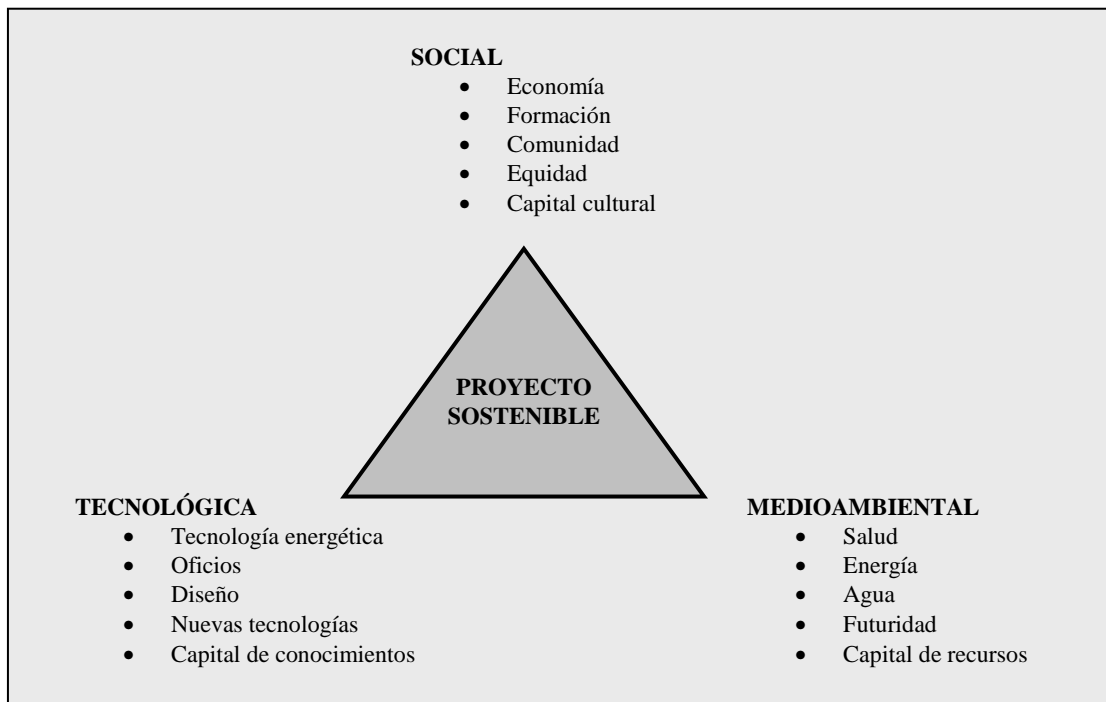 SOCIAL
• Economía
• Formación
• Comunidad
• Equidad
• Capital cultural
PROYECTO
SOSTENIBLE
TECNOLÓGICA
• Tecnología energética
• Oficios
• Diseño
• Nuevas tecnologías
• Capital de conocimientos
MEDIOAMBIENTAL
• Salud
• Energía
• Agua
• Futuridad
• Capital de recursos